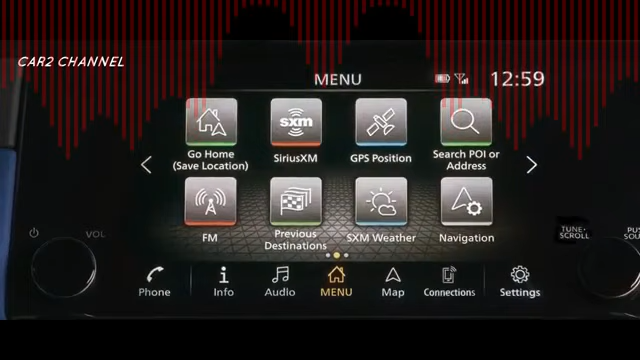 CAR2 CHANNEL
MENU
12:59
sxm
Go Home
(Save Location)
SiriusXM
GPS Position
Search POI or
Address
FM
Previous
Destinations
SXM Weather
Navigation
VOL
TUNE·
SCROLL
Phone
Info
Audio
MENU
Map
Connections
Settings